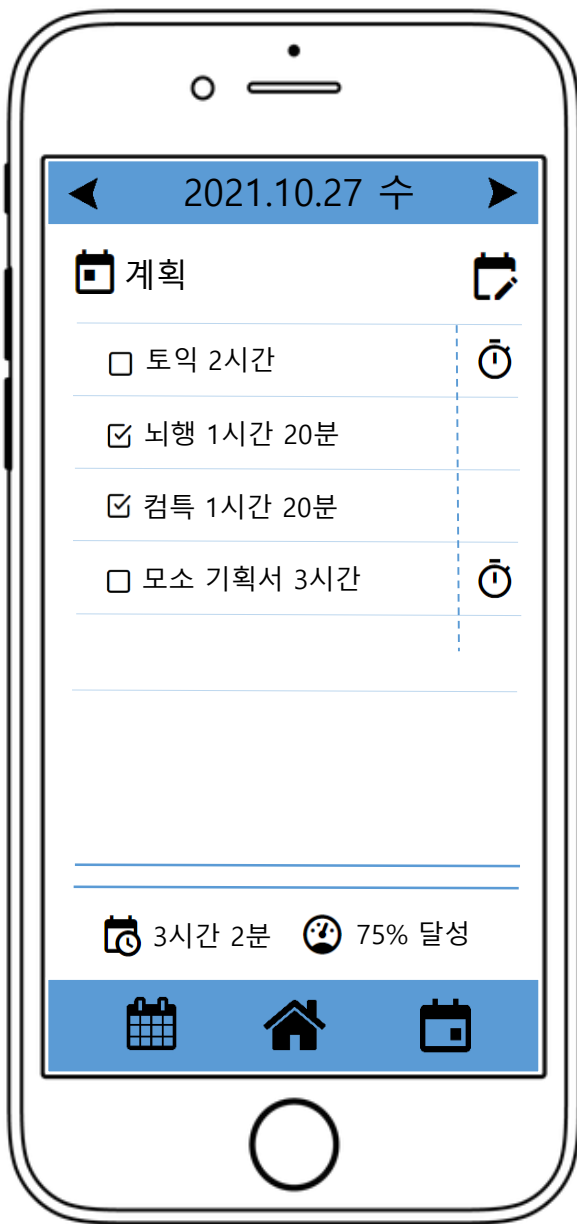 2021.10.27 수
계획
토익 2시간
뇌행 1시간 20분
컴특 1시간 20분
모소 기획서 3시간
3시간 2분
75% 달성